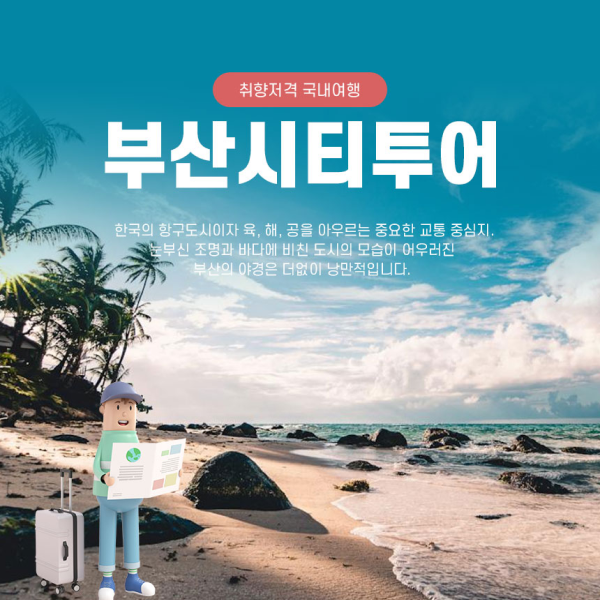 취향저격 국내여행
부산시티투어
한국의 항구도시이자 육, 해, 공을 아우르는 중요한 교통 중심지.
눈부신 조명과 바다에 비친 도시의 모습이 어우러진
부산의 야경은 더없이 낭만적입니다.